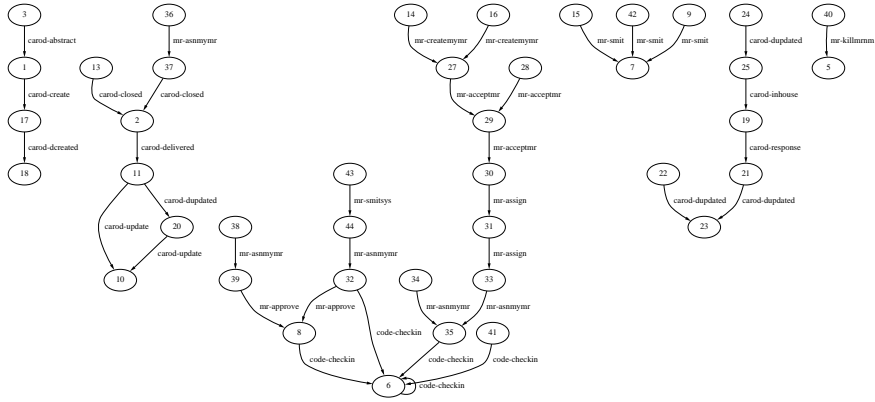 3 36 14 16 15 42 9 24 40
carod-abstract mr-asnmymr mr-createmymr mr-createmymr mr-smit mr-smit mr-smit carod-dupdated mr-killmrnm
1 13 37 27 28 7 25 5
carod-create carod-closed carod-closed mr-acceptmr mr-acceptmr carod-inhouse
17 2 29 19
carod-dcreated carod-delivered mr-acceptmr carod-response
18 11 43 30 22 21
carod-dupdated mr-smitsys mr-assign carod-dupdated carod-dupdated
carod-update 20 38 44 31 23
carod-update mr-asnmymr mr-asnmymr mr-assign
10 39 32 34 33
mr-approve mr-approve mr-asnmymr mr-asnmymr
8 code-checkin 35 41
code-checkin code-checkin code-checkin
6 code-checkin